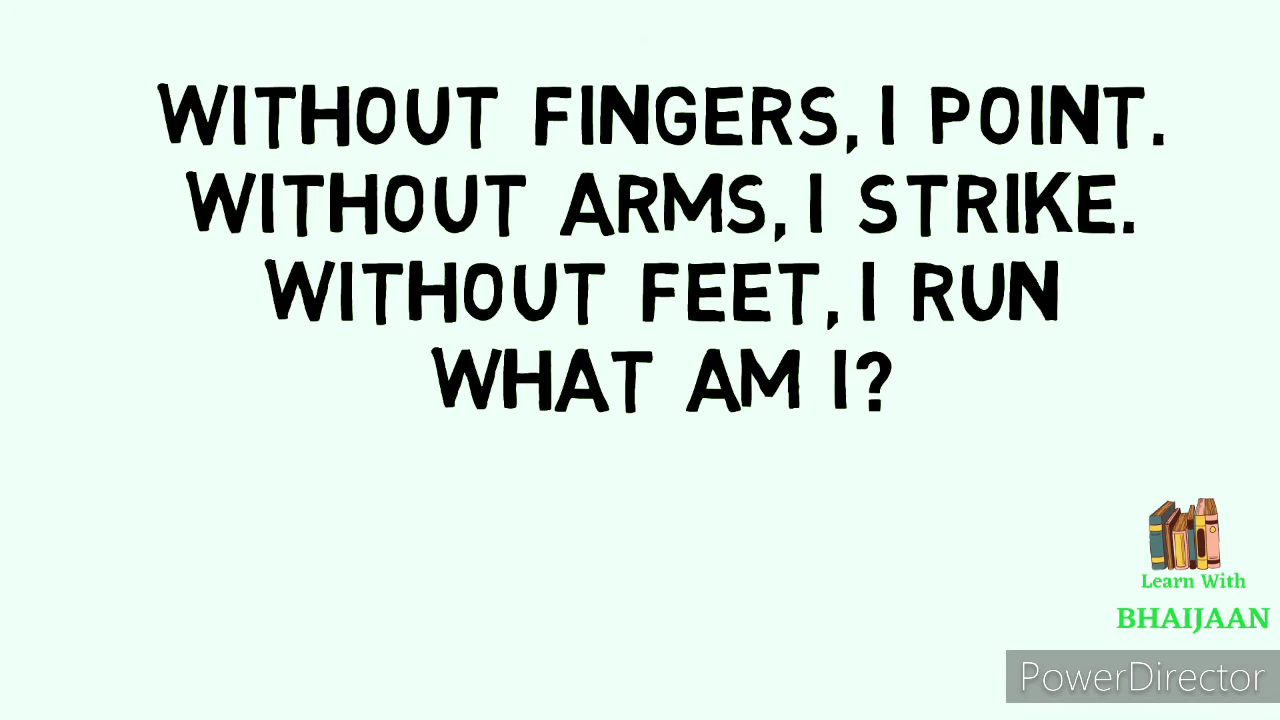 WITHOUT FINGERS, I POINT.
WITHOUT ARMS, I STRIKE.
WITHOUT FEET, I RUN
WHAT AM I?
Learn With
BHAIJAAN
PowerDirector